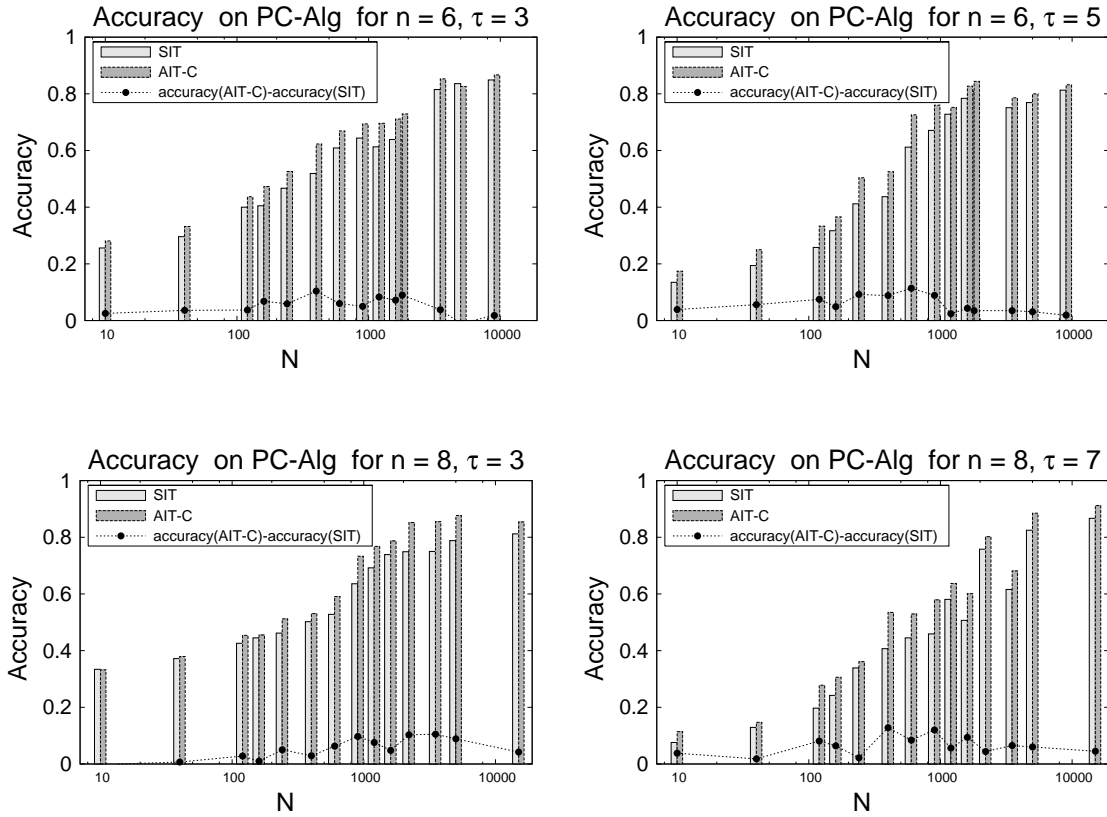 Accuracy on PC-Alg for n = 6, τ = 3
1
SIT
AIT-C
accuracy(AIT-C)-accuracy(SIT)
0.8
0.6
0.4
0.2
0
Accuracy
10 100 1000 10000
N
Accuracy on PC-Alg for n = 6, τ = 5
1
SIT
AIT-C
accuracy(AIT-C)-accuracy(SIT)
0.8
0.6
0.4
0.2
0
Accuracy
10 100 1000 10000
N
Accuracy on PC-Alg for n = 8, τ = 3
1
SIT
AIT-C
accuracy(AIT-C)-accuracy(SIT)
0.8
0.6
0.4
0.2
0
Accuracy
10 100 1000 10000
N
Accuracy on PC-Alg for n = 8, τ = 7
1
SIT
AIT-C
accuracy(AIT-C)-accuracy(SIT)
0.8
0.6
0.4
0.2
0
Accuracy
10 100 1000 10000
N